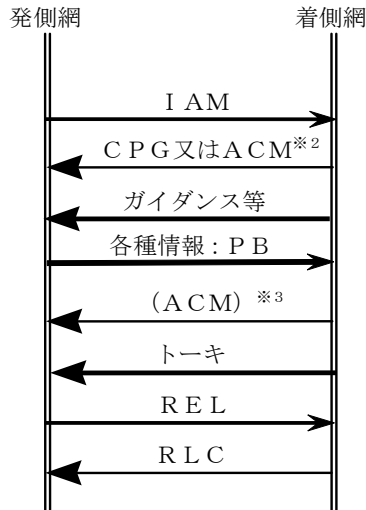 発側網 着側網
ＩＡＭ
ＣＰＧ又はＡＣＭ※２
ガイダンス等
各種情報：ＰＢ
（ＡＣＭ）※３
トーキ
ＲＥＬ
ＲＬＣ